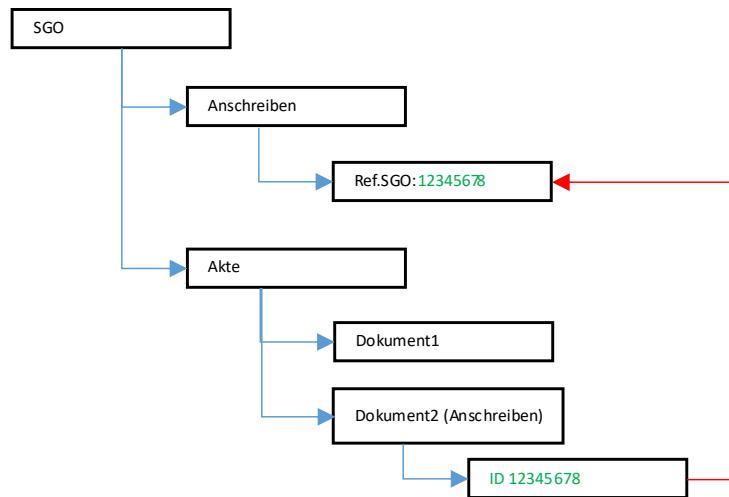 SGO
Anschreiben
Ref.SGO:12345678
Akte
Dokument1
Dokument2 (Anschreiben)
ID 12345678